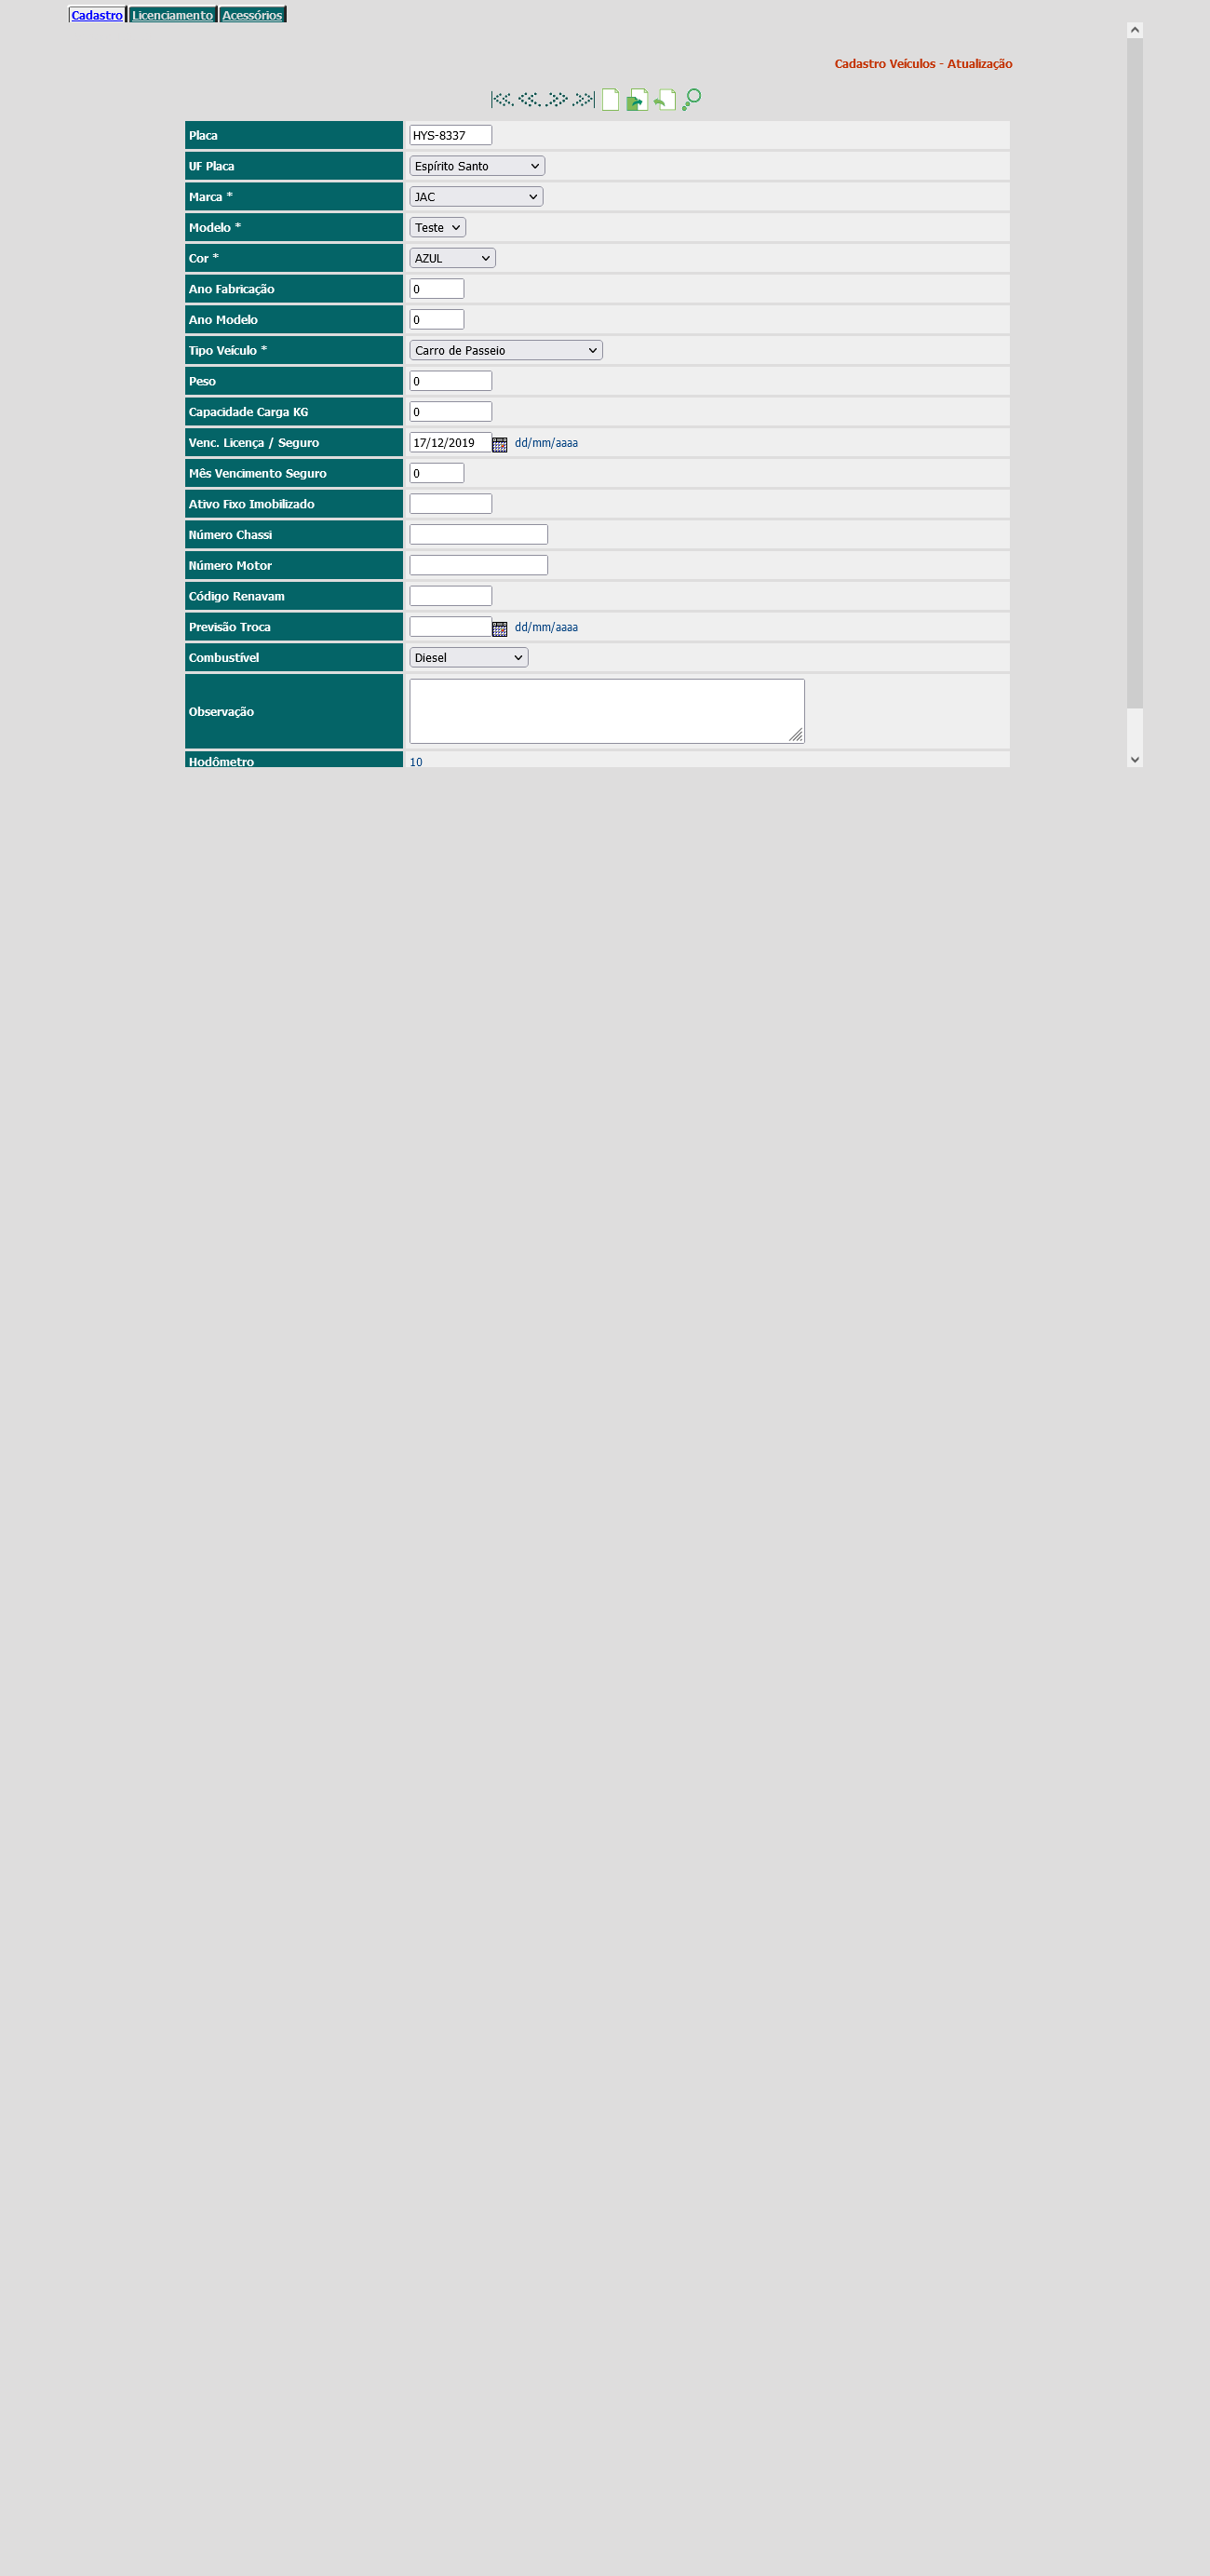 Cadastro Licenciamento Acessórios
Cadastro Veículos - Atualização
Placa HYS-8337
UF Placa Espírito Santo
Marca * JAC
Modelo * Teste
Cor * AZUL
Ano Fabricação 0
Ano Modelo 0
Tipo Veículo * Carro de Passeio
Peso 0
Capacidade Carga KG 0
Venc. Licença / Seguro 17/12/2019 dd/mm/aaaa
Mês Vencimento Seguro 0
Ativo Fixo Imobilizado
Número Chassi
Número Motor
Código Renavam
Previsão Troca dd/mm/aaaa
Combustível Diesel
Observação
Hodômetro 10